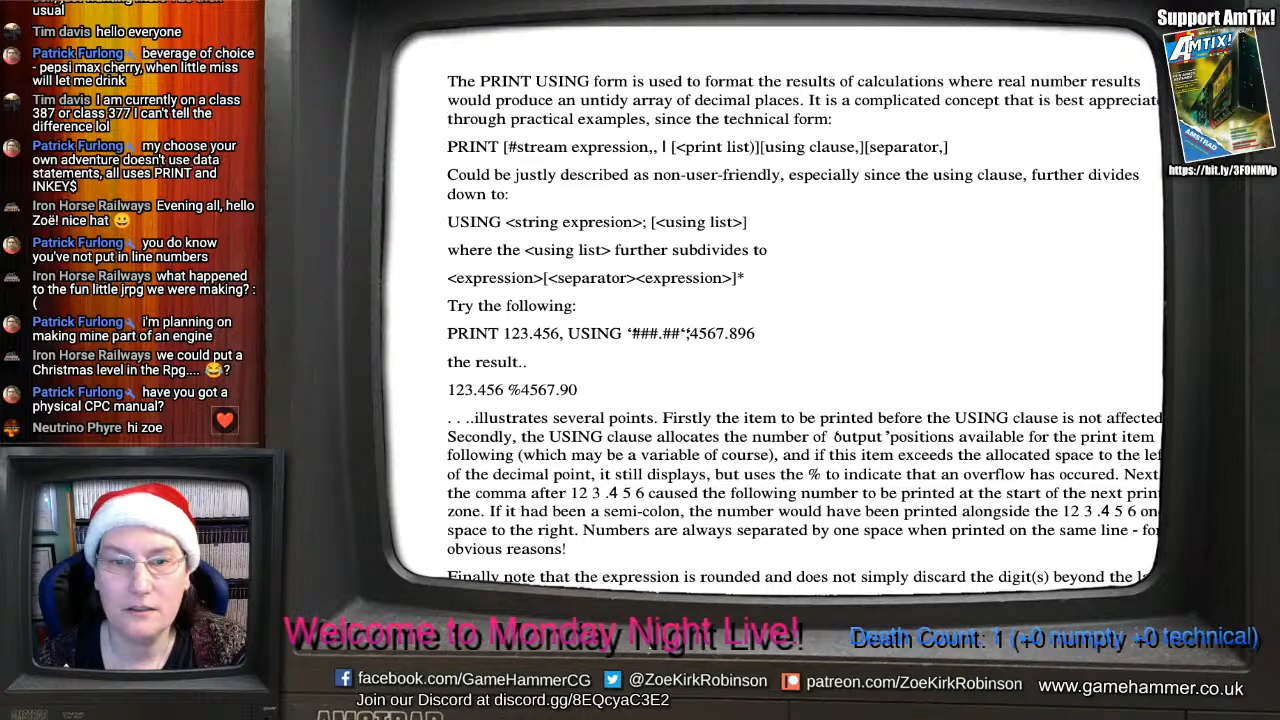 usual
Tim davis hello everyone
Patrick Furlong beverage of choice
- pepsi max cherry, when little miss
will let me drink
Tim davis I am currently on a class
387 or class 377 I can't tell the
difference lol
Patrick Furlong my choose your
own adventure doesn't use data
statements, all uses PRINT and
INKEY$
Iron Horse Railways Evening all, hello
Zoë! nice hat 😀
Patrick Furlong you do know
you've not put in line numbers
Iron Horse Railways what happened
to the fun little jrpg we were making? :
(
Patrick Furlong i'm planning on
making mine part of an engine
Iron Horse Railways we could put a
Christmas level in the Rpg.... 😂?
Patrick Furlong have you got a
physical CPC manual?
Neutrino Phyre hi zoe
The PRINT USING form is used to format the results of calculations where real number results
would produce an untidy array of decimal places. It is a complicated concept that is best appreciat
through practical examples, since the technical form:
PRINT [#stream expression,, | [<print list)][using clause,][separator,]
Could be justly described as non-user-friendly, especially since the using clause, further divides
down to:
USING <string expresion>; [<using list>]
where the <using list> further subdivides to
<expression>[<separator><expression>]*
Try the following:
PRINT 123.456, USING "###.##";4567.896
the result..
123.456 %4567.90
. . ..illustrates several points. Firstly the item to be printed before the USING clause is not affected
Secondly, the USING clause allocates the number of 'output' positions available for the print item
following (which may be a variable of course), and if this item exceeds the allocated space to the lef
of the decimal point, it still displays, but uses the % to indicate that an overflow has occured. Next
the comma after 12 3 .4 5 6 caused the following number to be printed at the start of the next prin
zone. If it had been a semi-colon, the number would have been printed alongside the 12 3 .4 5 6 one
space to the right. Numbers are always separated by one space when printed on the same line - for
obvious reasons!
Finally note that the expression is rounded and does not simply discard the digit(s) beyond the la
Support AmTix!
AMTIX!
AMSTRAD
https://bit.ly/3F0NMVp
Welcome to Monday Night Live!
Death Count: 1 (+0 numpty +0 technical)
facebook.com/GameHammerCG @ZoeKirkRobinson patreon.com/ZoeKirkRobinson www.gamehammer.co.uk
Join our Discord at discord.gg/8EQcyaC3E2
AMSTRAD